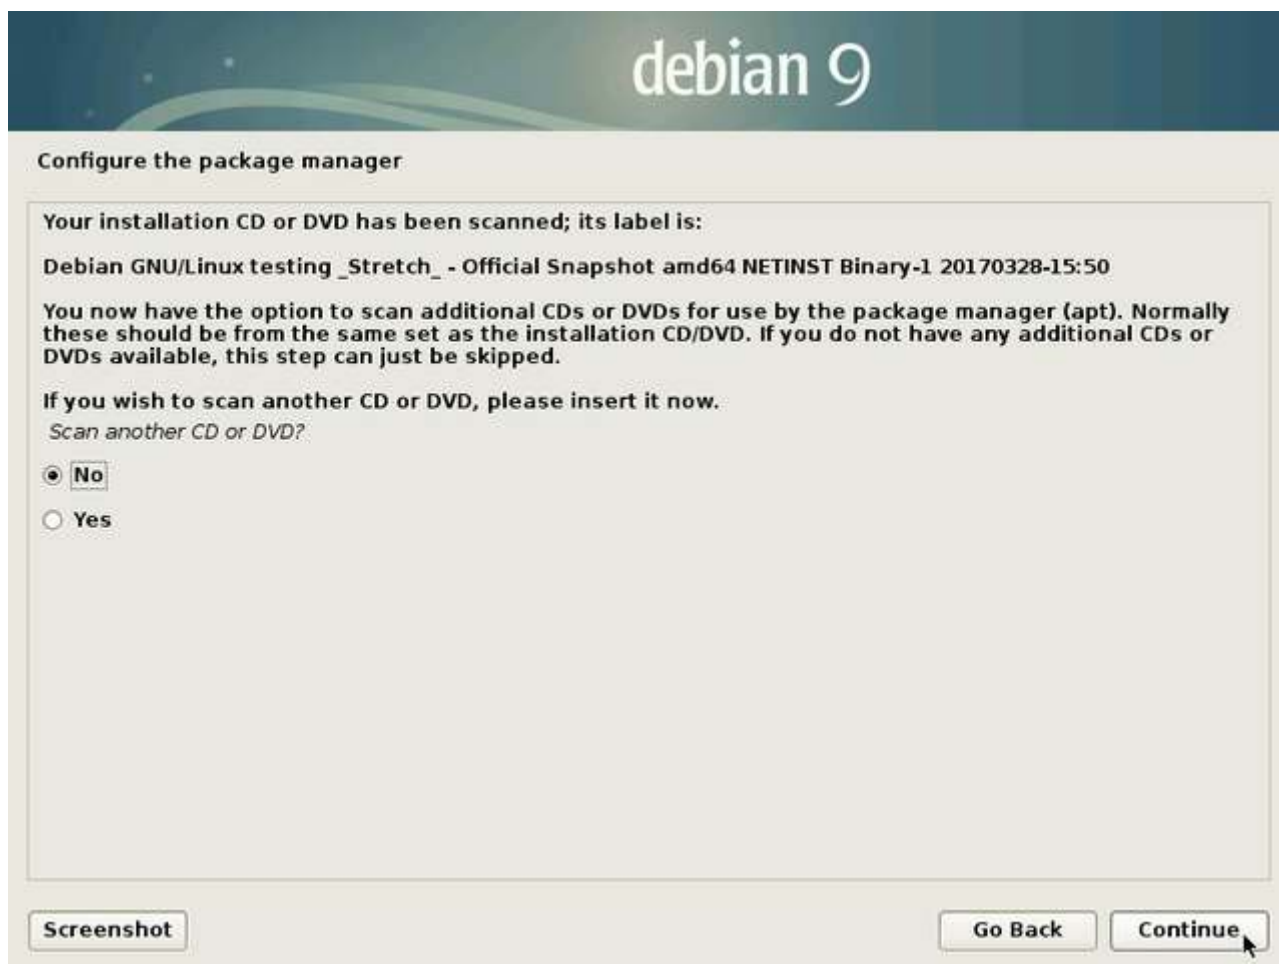 debian 9
Configure the package manager
Your installation CD or DVD has been scanned; its label is:
Debian GNU/Linux testing _Stretch_ - Official Snapshot amd64 NETINST Binary-1 20170328-15:50
You now have the option to scan additional CDs or DVDs for use by the package manager (apt). Normally
these should be from the same set as the installation CD/DVD. If you do not have any additional CDs or
DVDs available, this step can just be skipped.
If you wish to scan another CD or DVD, please insert it now.
Scan another CD or DVD?
No
Yes
Screenshot
Go Back
Continue